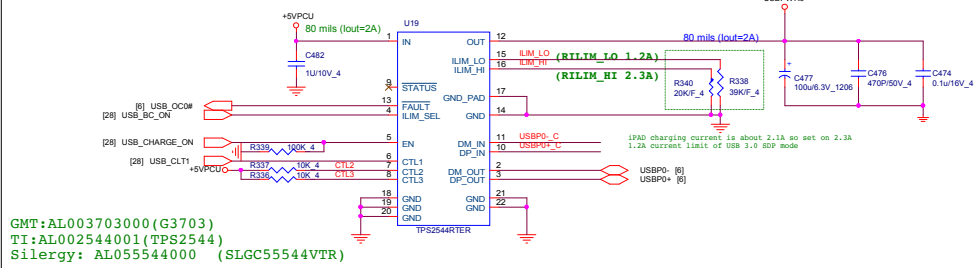 +5VPCU
80 mils (Iout=2A)
U19
1 IN
OUT 12
80 mils (Iout=2A)
C482
1U/10V_4
ILIM_LO 15 ILIM_LO (RILIM_LO 1.2A)
ILIM_HI 16 ILIM_HI (RILIM_HI 2.3A)
9 STATUS
R340
20K/F_4
R338
39K/F_4
C477
100u/6.3V_1206
C476
470P/50V_4
C474
0.1u/16V_4
[6] USB_OC0# 13 FAULT
[28] USB_BC_ON 4 ILIM_SEL
GND_PAD 17
GND 14
[28] USB_CHARGE_ON 5 EN
R339 100K_4
DM_IN 11 USBP0-_C
DP_IN 10 USBP0+_C
iPAD charging current is about 2.1A so set on 2.3A
1.2A current limit of USB 3.0 SDP mode
[28] USB_CLT1 6 CTL1
+5VPCU R337 10K_4 CTL2 7 CTL2
R336 10K_4 CTL3 8 CTL3
DM_OUT 2 USBP0- [6]
DP_OUT 3 USBP0+ [6]
18 GND
19 GND
20 GND
GND 21
GND 22
TPS2544RTER
GMT:AL003703000(G3703)
TI:AL002544001(TPS2544)
Silergy: AL055544000 (SLGC55544VTR)